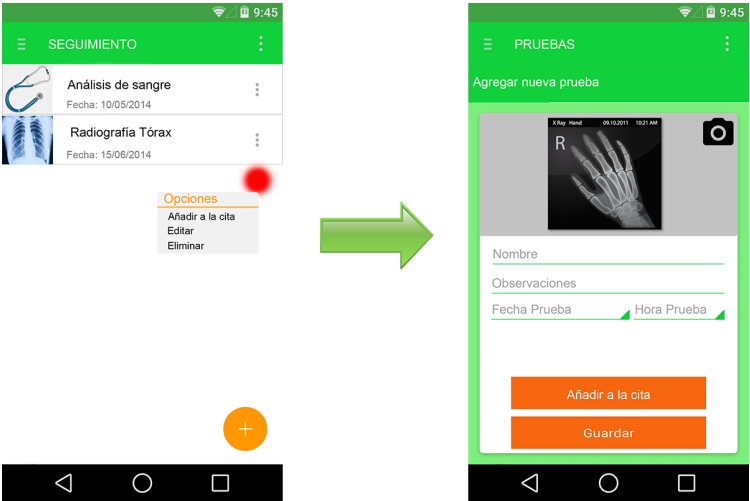 9:45
SEGUIMIENTO
Análisis de sangre
Fecha: 10/05/2014
Radiografía Tórax
Fecha: 15/06/2014
Opciones
Añadir a la cita
Editar
Eliminar
9:45
PRUEBAS
Agregar nueva prueba
X Ray Hand 09.10.2011 10:21 AM
R
Nombre
Observaciones
Fecha Prueba Hora Prueba
Añadir a la cita
Guardar